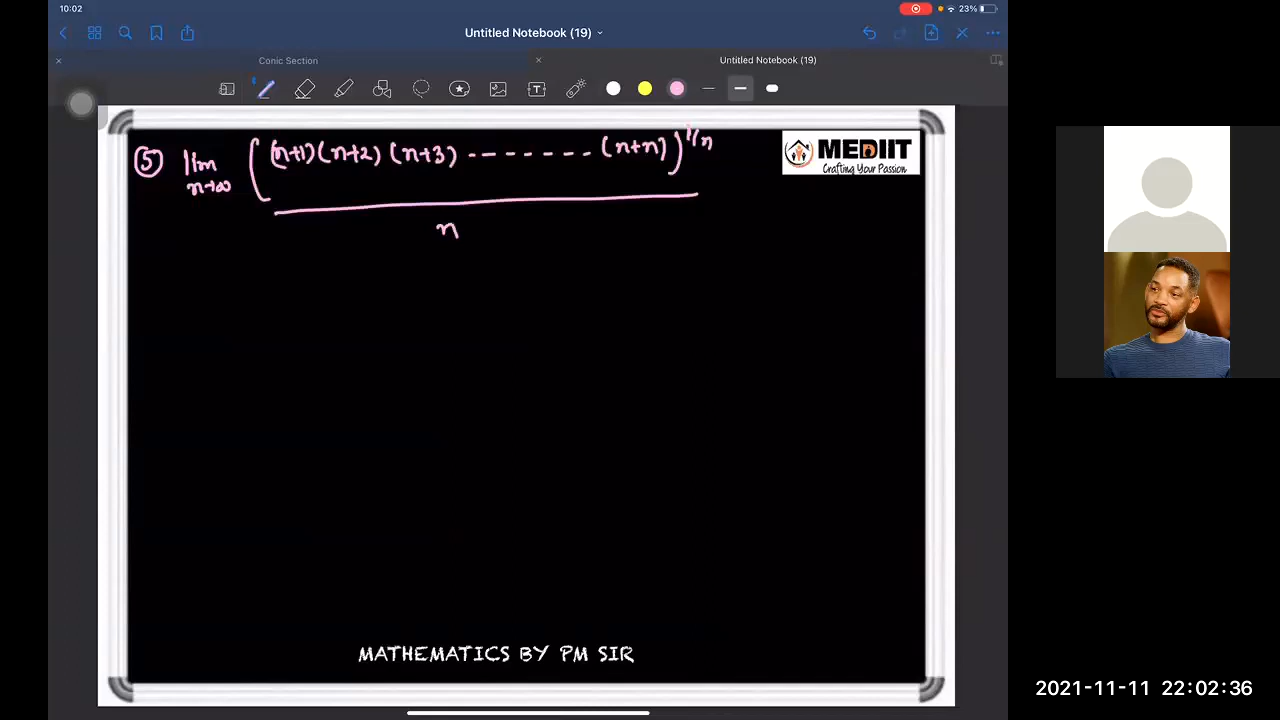 10:02
23%
Untitled Notebook (19)
Conic Section
Untitled Notebook (19)
(5) lim n→∞ ((n+1)(n+2)(n+3) -------- (n+n))^1/n
n
MEDIIT
Crafting Your Passion
MATHEMATICS BY PM SIR
2021-11-11 22:02:36